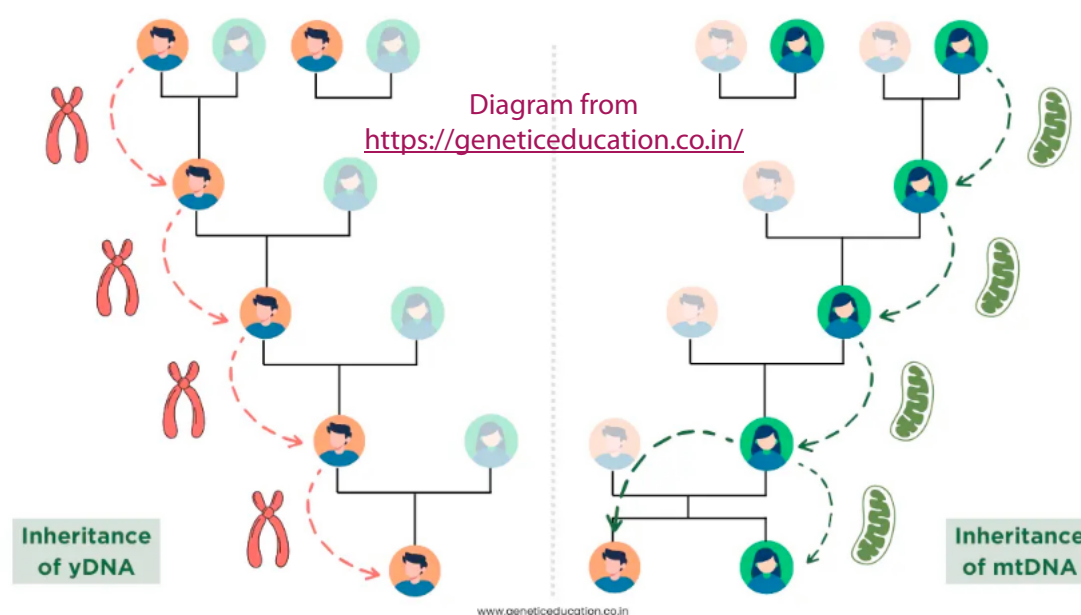 Diagram from
https://geneticeducation.co.in/
Inheritance
of yDNA
Inheritance
of mtDNA
www.geneticeducation.co.in